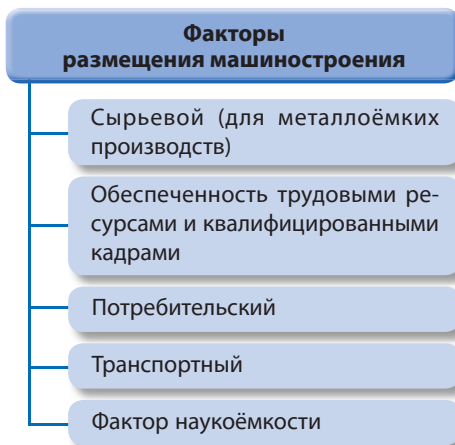 Факторы
размещения машиностроения
Сырьевой (для металлоёмких
производств)
Обеспеченность трудовыми ре-
сурсами и квалифицированными
кадрами
Потребительский
Транспортный
Фактор наукоёмкости